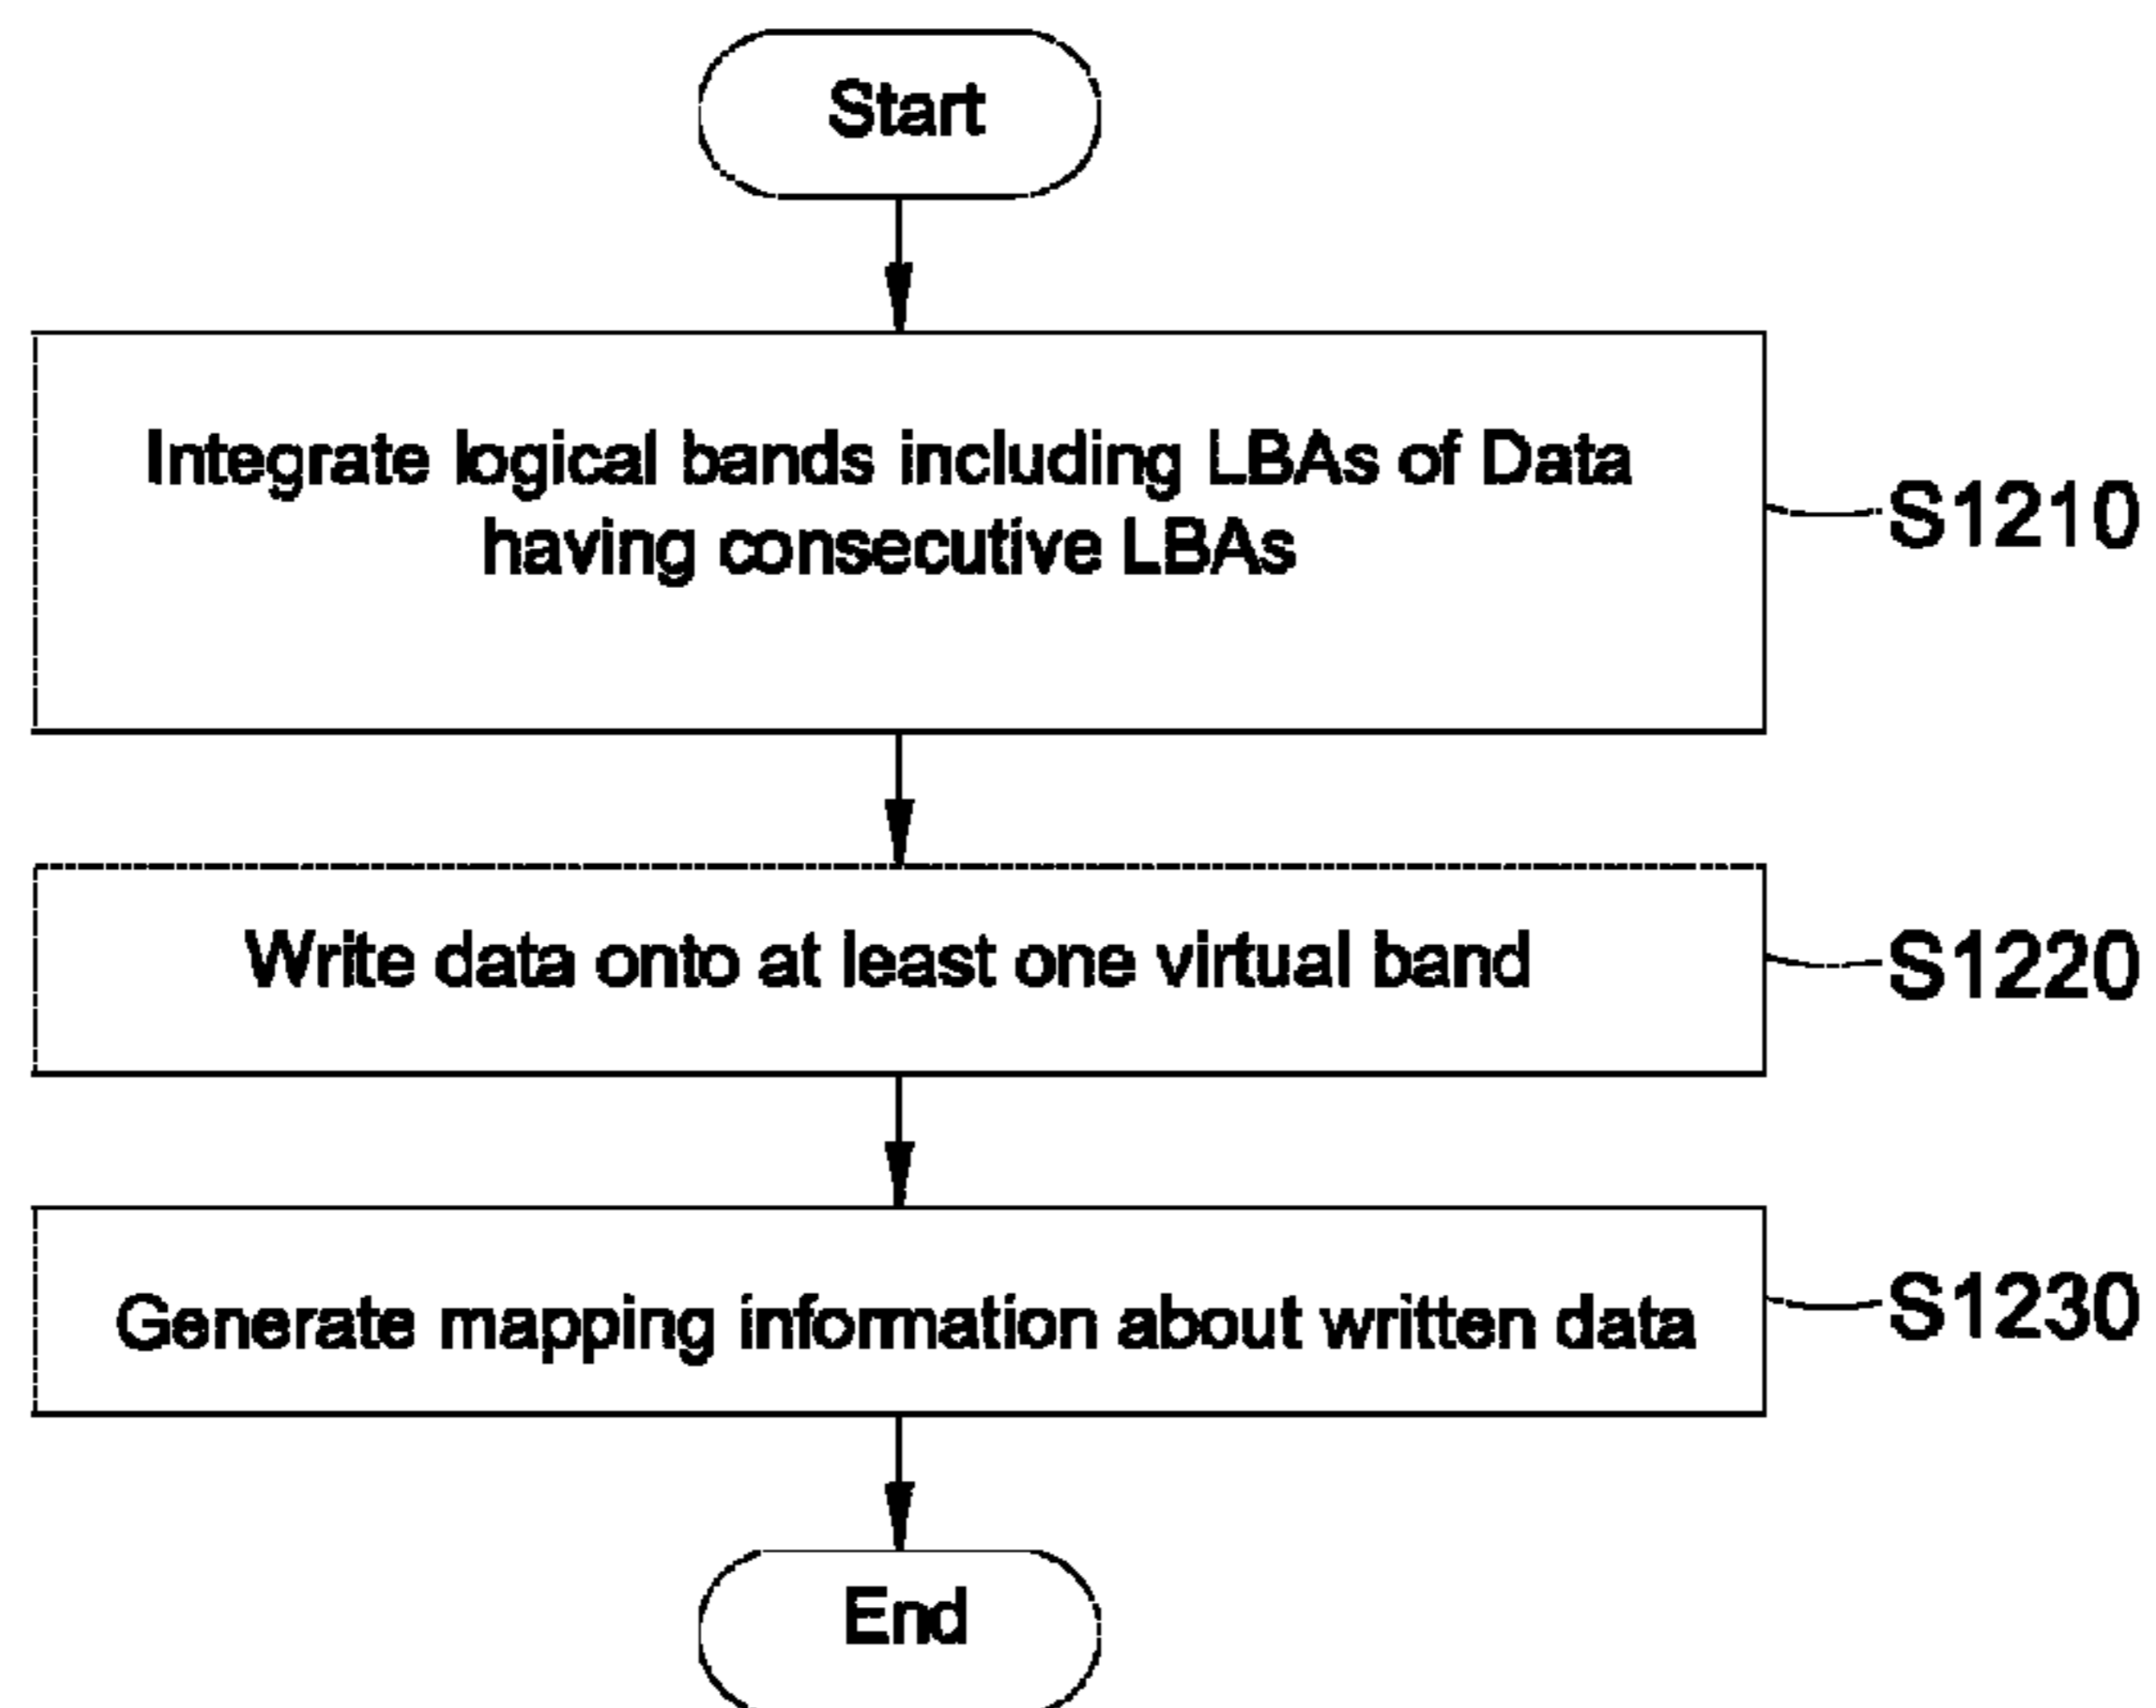 Start
Integrate logical bands including LBAs of Data
having consecutive LBAs
S1210
Write data onto at least one virtual band
S1220
Generate mapping information about written data
S1230
End